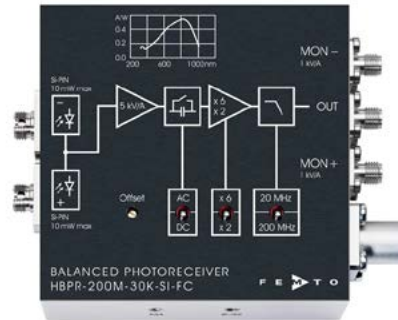 A/W
0.4
0.2
0.0
200 600 1000nm
MON −
1 kV/A
Si-PIN
10 mW max
−
5 kV/A
x 6
x 2
OUT
+
Si-PIN
10 mW max
MON+
1 kV/A
Offset
AC
DC
x 6
x 2
20 MHz
200 MHz
BALANCED PHOTORECEIVER
HBPR-200M-30K-SI-FC
FEMTO